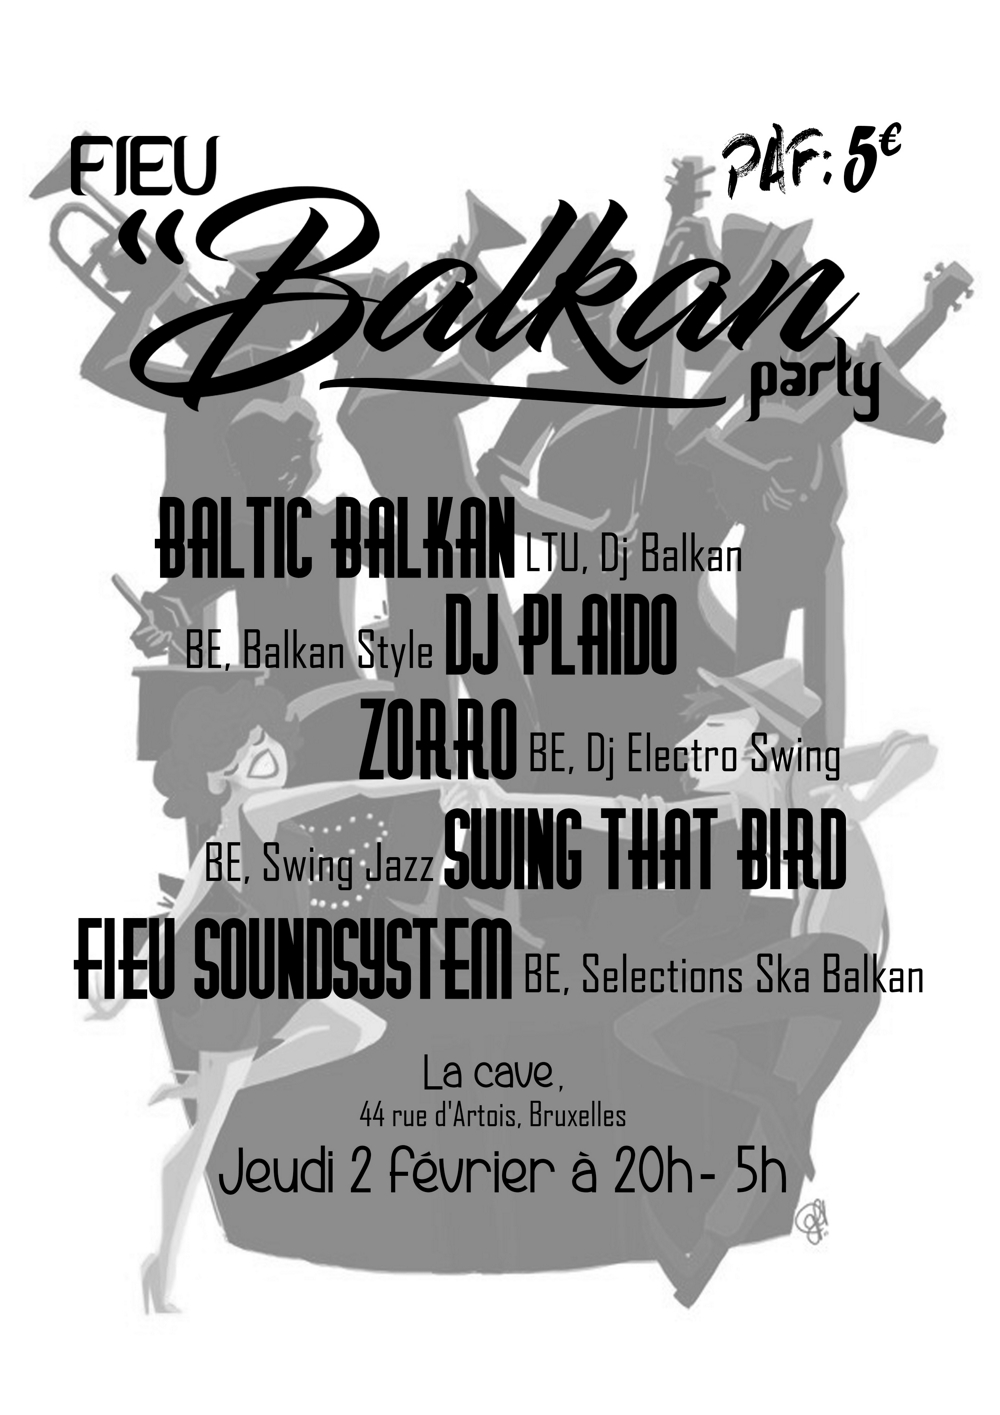 FIEU
PAF: 5€
"Balkan
party
BALTIC BALKAN LTU, Dj Balkan
BE, Balkan Style DJ PLAIDO
ZORRO BE, Dj Electro Swing
BE, Swing Jazz SWING THAT BIRD
FIEU SOUNDSYSTEM BE, Selections Ska Balkan
La cave,
44 rue d'Artois, Bruxelles
Jeudi 2 février à 20h- 5h